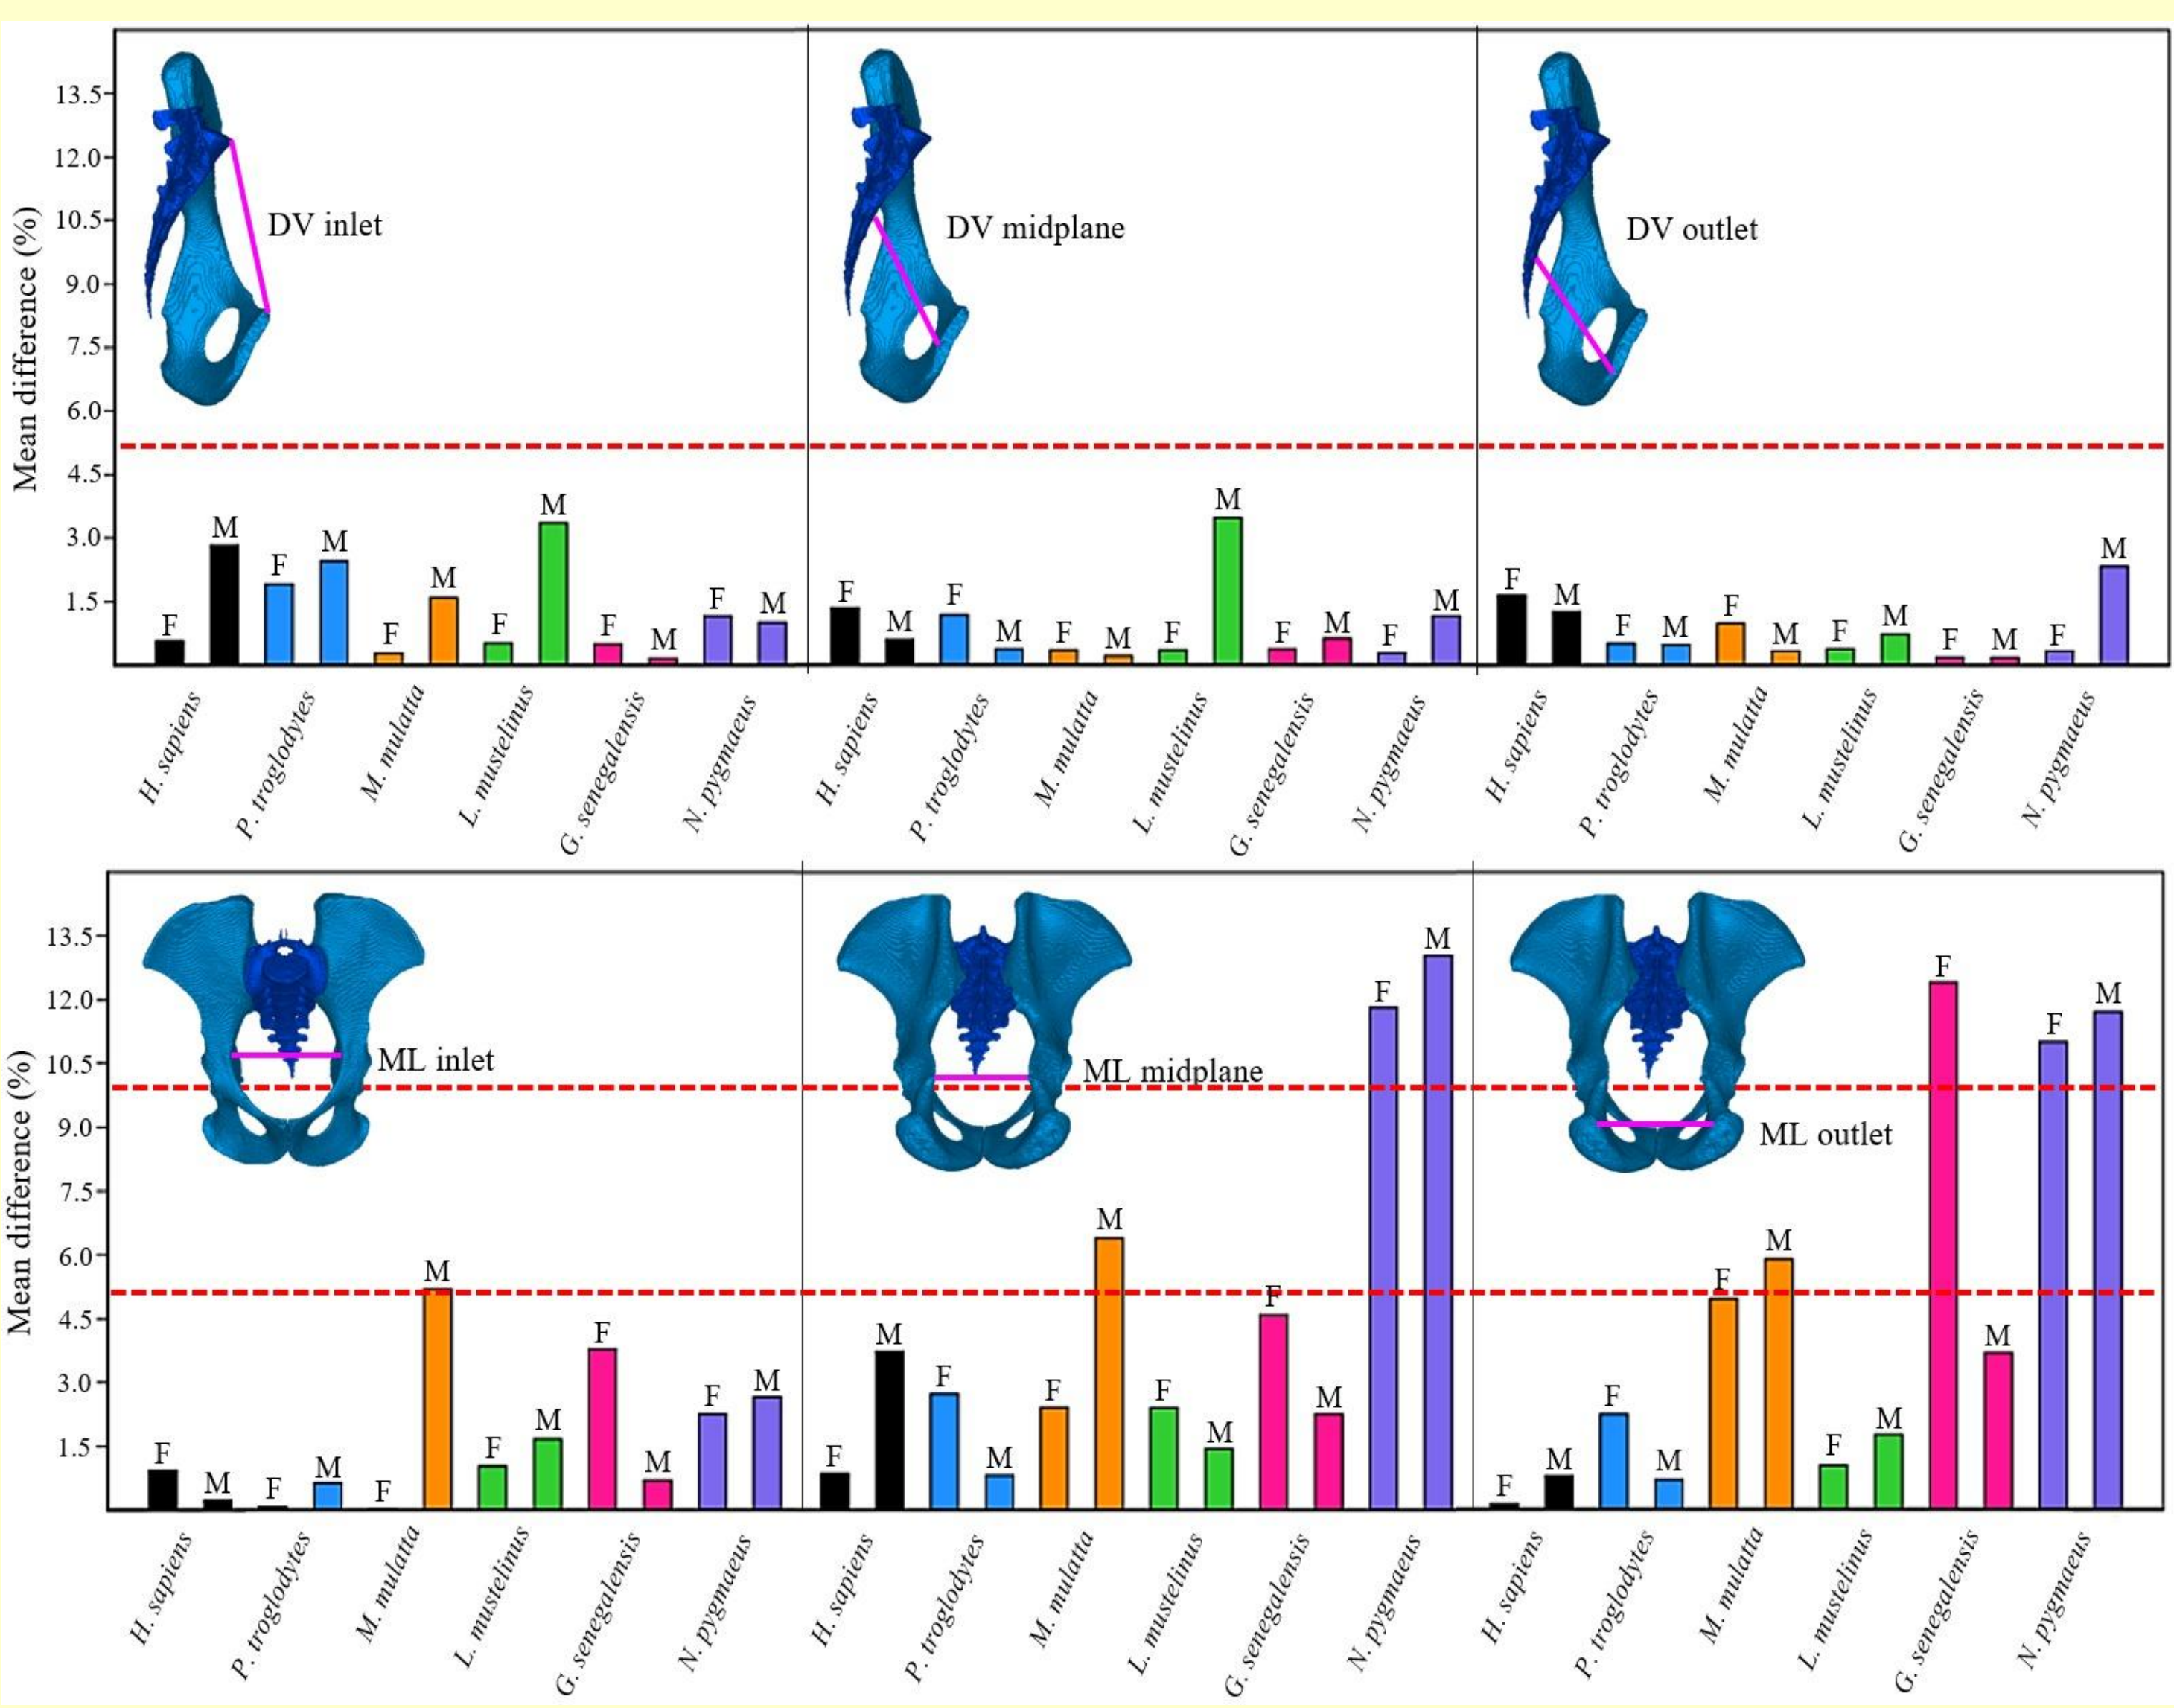 Mean difference (%)
13.5
12.0
10.5
9.0
7.5
6.0
4.5
3.0
1.5
DV inlet
F M F M F M F M F M F M
H. sapiens P. troglodytes M. mulatta L. mustelinus G. senegalensis N. pygmaeus
DV midplane
F M F M F M F M F M F M
H. sapiens P. troglodytes M. mulatta L. mustelinus G. senegalensis N. pygmaeus
DV outlet
F M F M F M F M F M F M
H. sapiens P. troglodytes M. mulatta L. mustelinus G. senegalensis N. pygmaeus
Mean difference (%)
13.5
12.0
10.5
9.0
7.5
6.0
4.5
3.0
1.5
ML inlet
F M F M F M F M F M F M
H. sapiens P. troglodytes M. mulatta L. mustelinus G. senegalensis N. pygmaeus
ML midplane
F M F M F M F M F M F M
H. sapiens P. troglodytes M. mulatta L. mustelinus G. senegalensis N. pygmaeus
ML outlet
F M F M F M F M F M F M
H. sapiens P. troglodytes M. mulatta L. mustelinus G. senegalensis N. pygmaeus